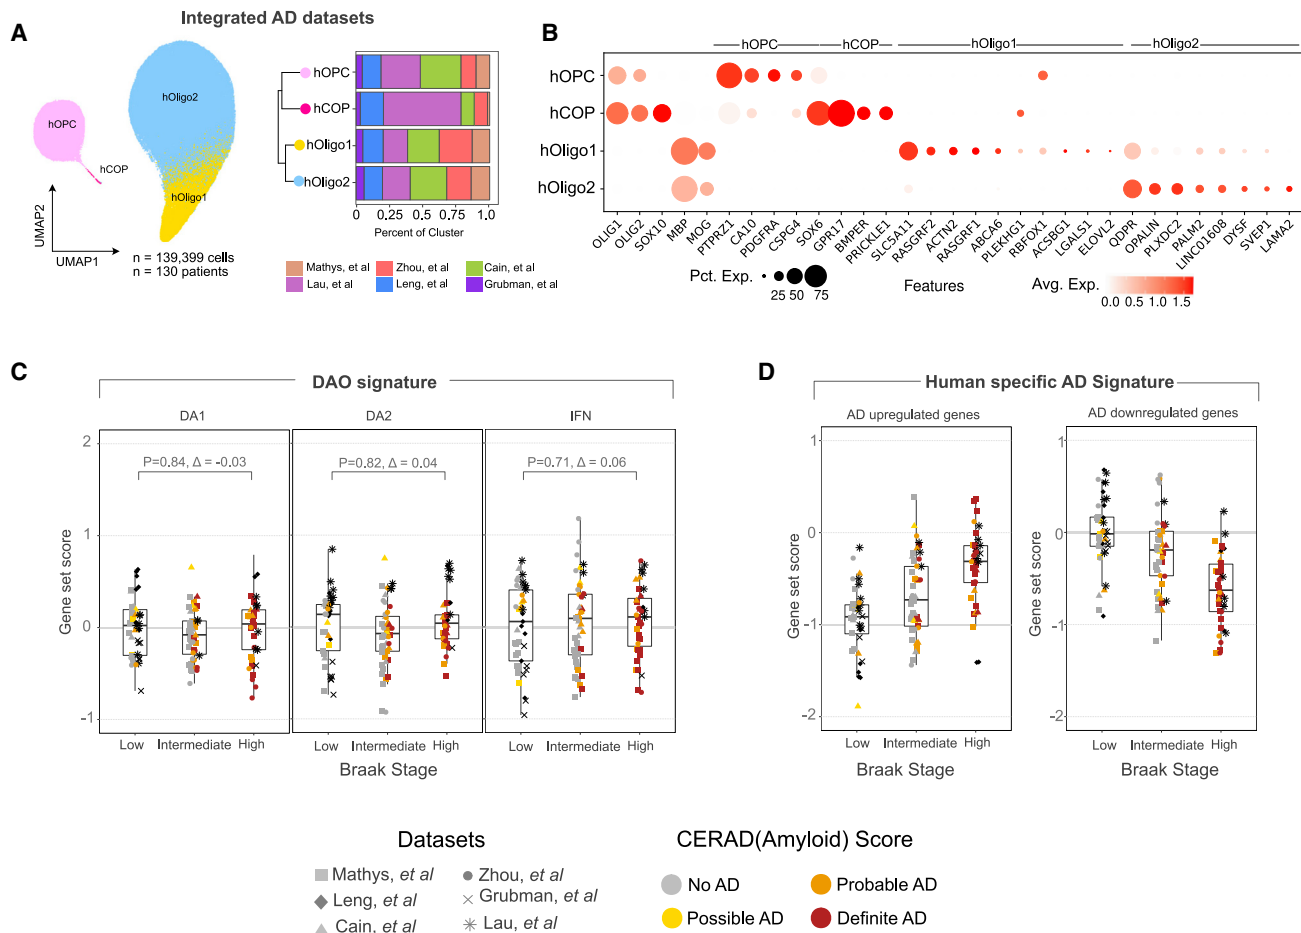 A
Integrated AD datasets
hOligo2
hOPC
hCOP
hOligo1
UMAP2
UMAP1
n = 139,399 cells
n = 130 patients
hOPC
hCOP
hOligo1
hOligo2
0 0.25 0.5 0.75 1.0
Percent of Cluster
Mathys, et al Zhou, et al Cain, et al
Lau, et al Leng, et al Grubman, et al
B
hOPC hCOP hOligo1 hOligo2
hOPC
hCOP
hOligo1
hOligo2
OLIG1 OLIG2 SOX10 MBP MOG PTPRZ1 CA10 PDGFRA CSPG4 SOX6 GPR17 BMPER PRICKLE1 SLC5A11 RASGRF2 ACTN2 RASGRF1 ABCA6 PLEKHG1 RBFOX1 ACSBG1 LGALS1 ELOVL2 QDPR OPALIN PLXDC2 PALM2 LINC01608 DYSF SVEP1 LAMA2
Pct. Exp.
25 50 75
Features
Avg. Exp.
0.0 0.5 1.0 1.5
C
DAO signature
DA1 DA2 IFN
2
1
0
-1
Gene set score
P=0.84, Δ = -0.03
P=0.82, Δ = 0.04
P=0.71, Δ = 0.06
Low Intermediate High
Low Intermediate High
Low Intermediate High
Braak Stage
D
Human specific AD Signature
AD upregulated genes
AD downregulated genes
1
0
-1
-2
Gene set score
Low Intermediate High
Braak Stage
1
0
-1
-2
Gene set score
Low Intermediate High
Braak Stage
Datasets
Mathys, et al
Leng, et al
Cain, et al
Zhou, et al
Grubman, et al
Lau, et al
CERAD(Amyloid) Score
No AD
Possible AD
Probable AD
Definite AD